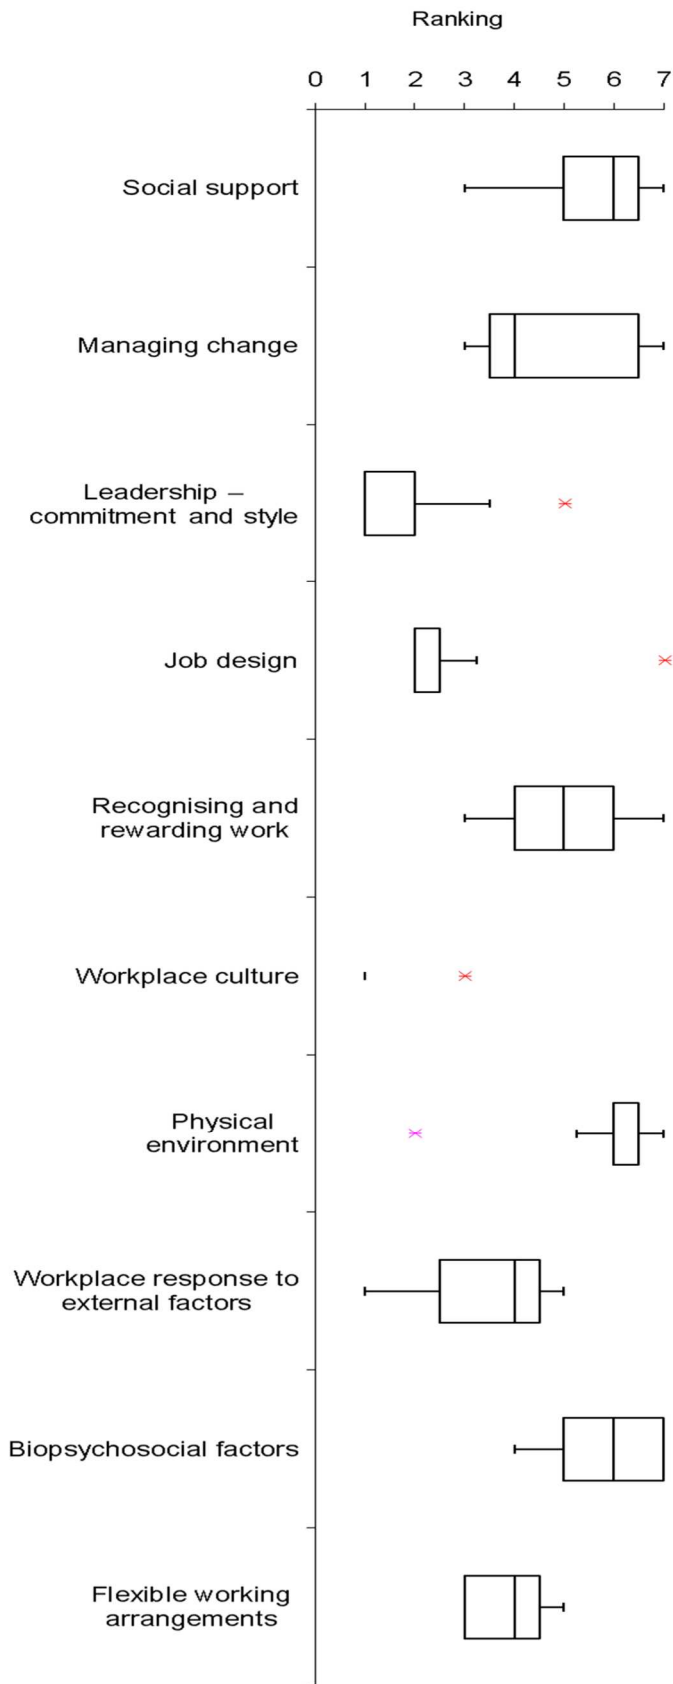 Ranking
0 1 2 3 4 5 6 7
Social support
Managing change
Leadership –
commitment and style
Job design
Recognising and
rewarding work
Workplace culture
Physical
environment
Workplace response to
external factors
Biopsychosocial factors
Flexible working
arrangements